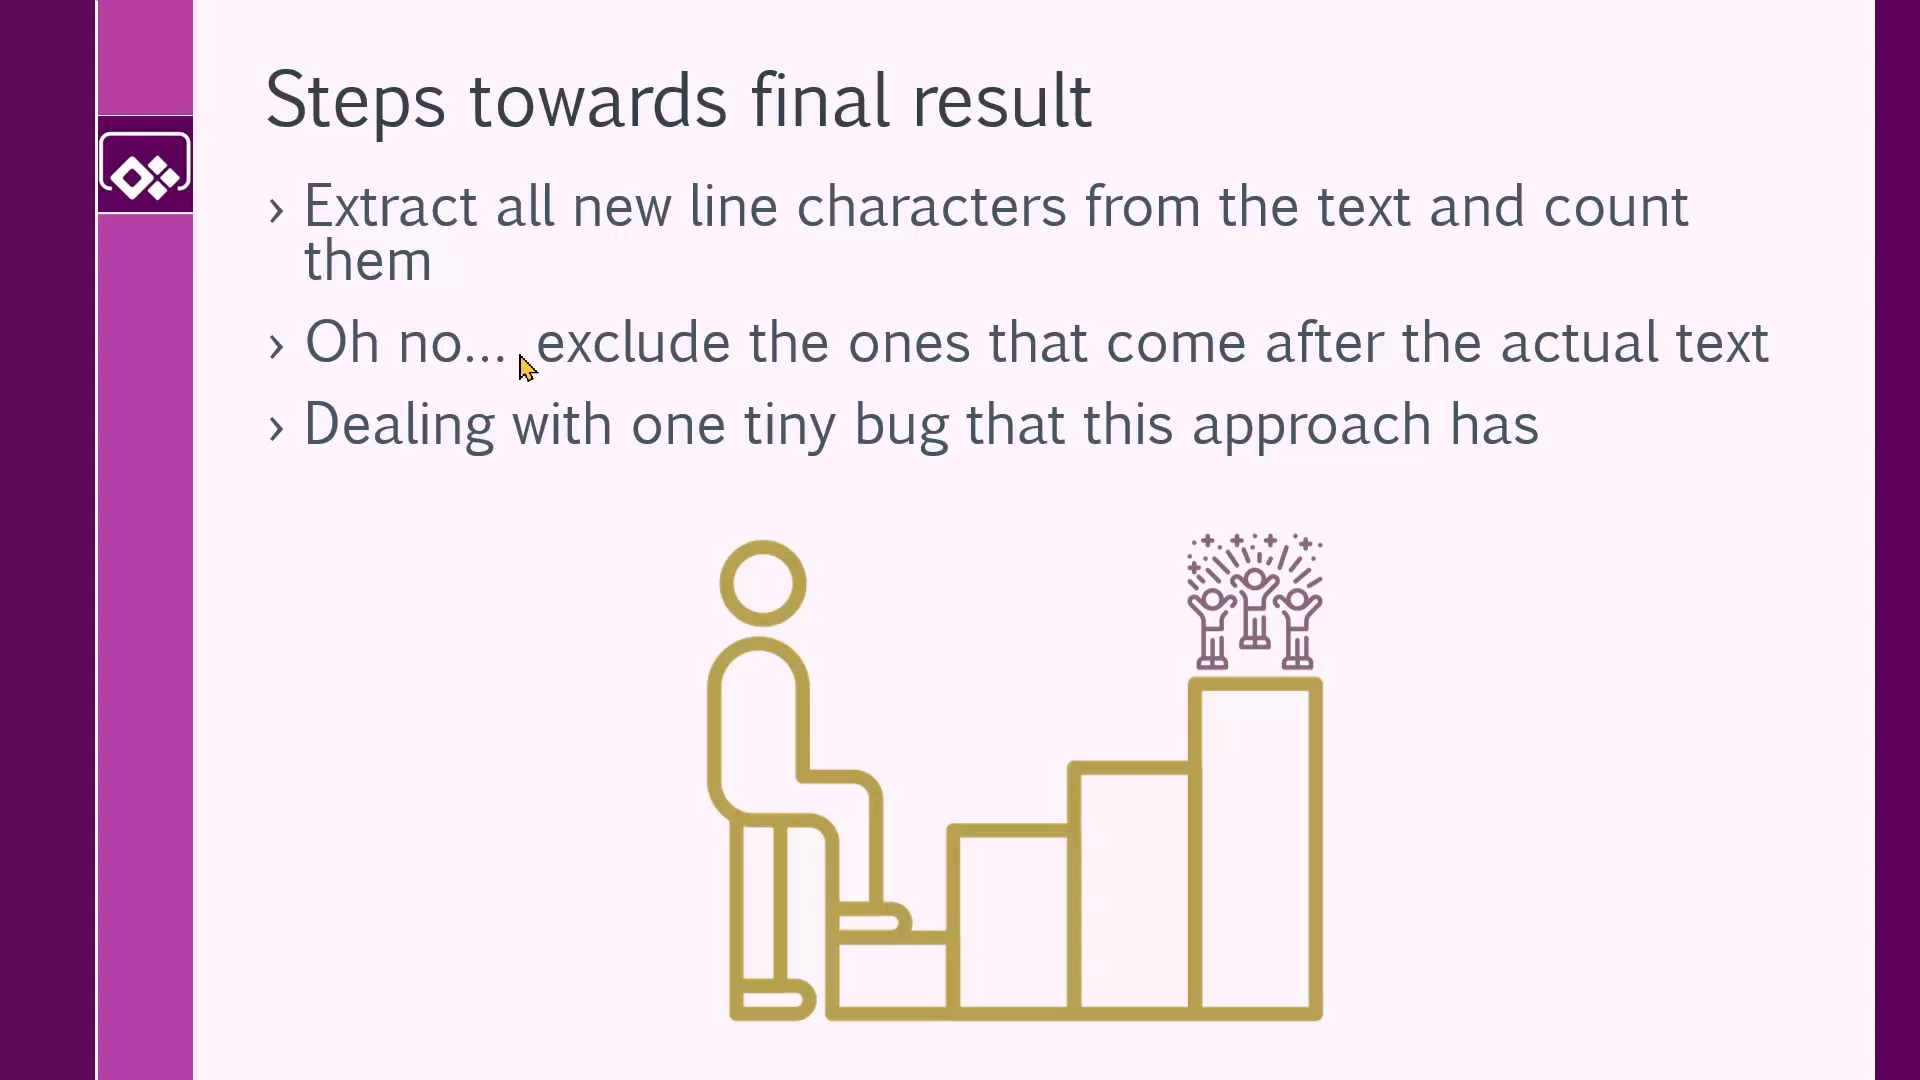 Steps towards final result
› Extract all new line characters from the text and count
them
› Oh no... exclude the ones that come after the actual text
› Dealing with one tiny bug that this approach has